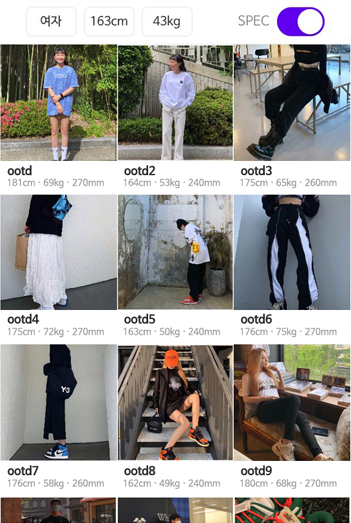 여자 163cm 43kg SPEC
ootd ootd2 ootd3
181cm · 69kg · 270mm 164cm · 53kg · 240mm 175cm · 65kg · 260mm
ootd4 ootd5 ootd6
175cm · 72kg · 270mm 163cm · 50kg · 240mm 176cm · 75kg · 270mm
Y-3
ootd7 ootd8 ootd9
176cm · 58kg · 260mm 162cm · 49kg · 240mm 180cm · 68kg · 270mm